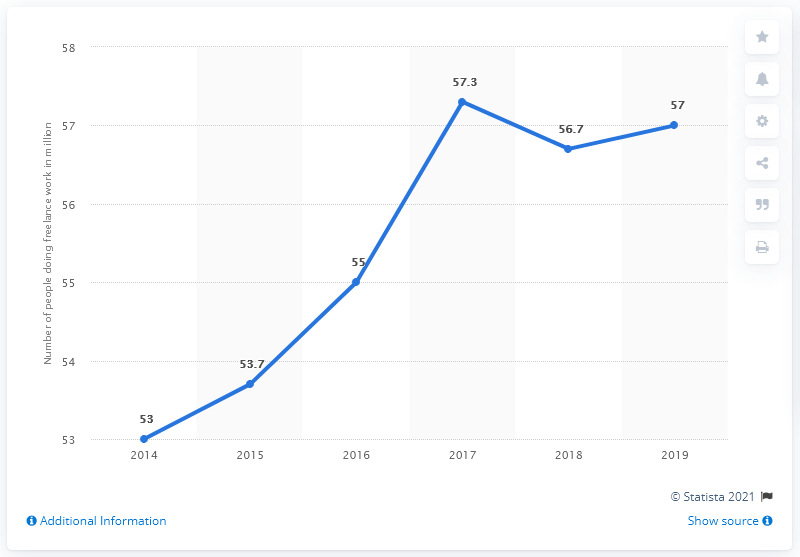 58
57
56
55
54
53
Number of people doing freelance work in million
53
53.7
55
57.3
56.7
57
2014 2015 2016 2017 2018 2019
© Statista 2021
Additional Information
Show source